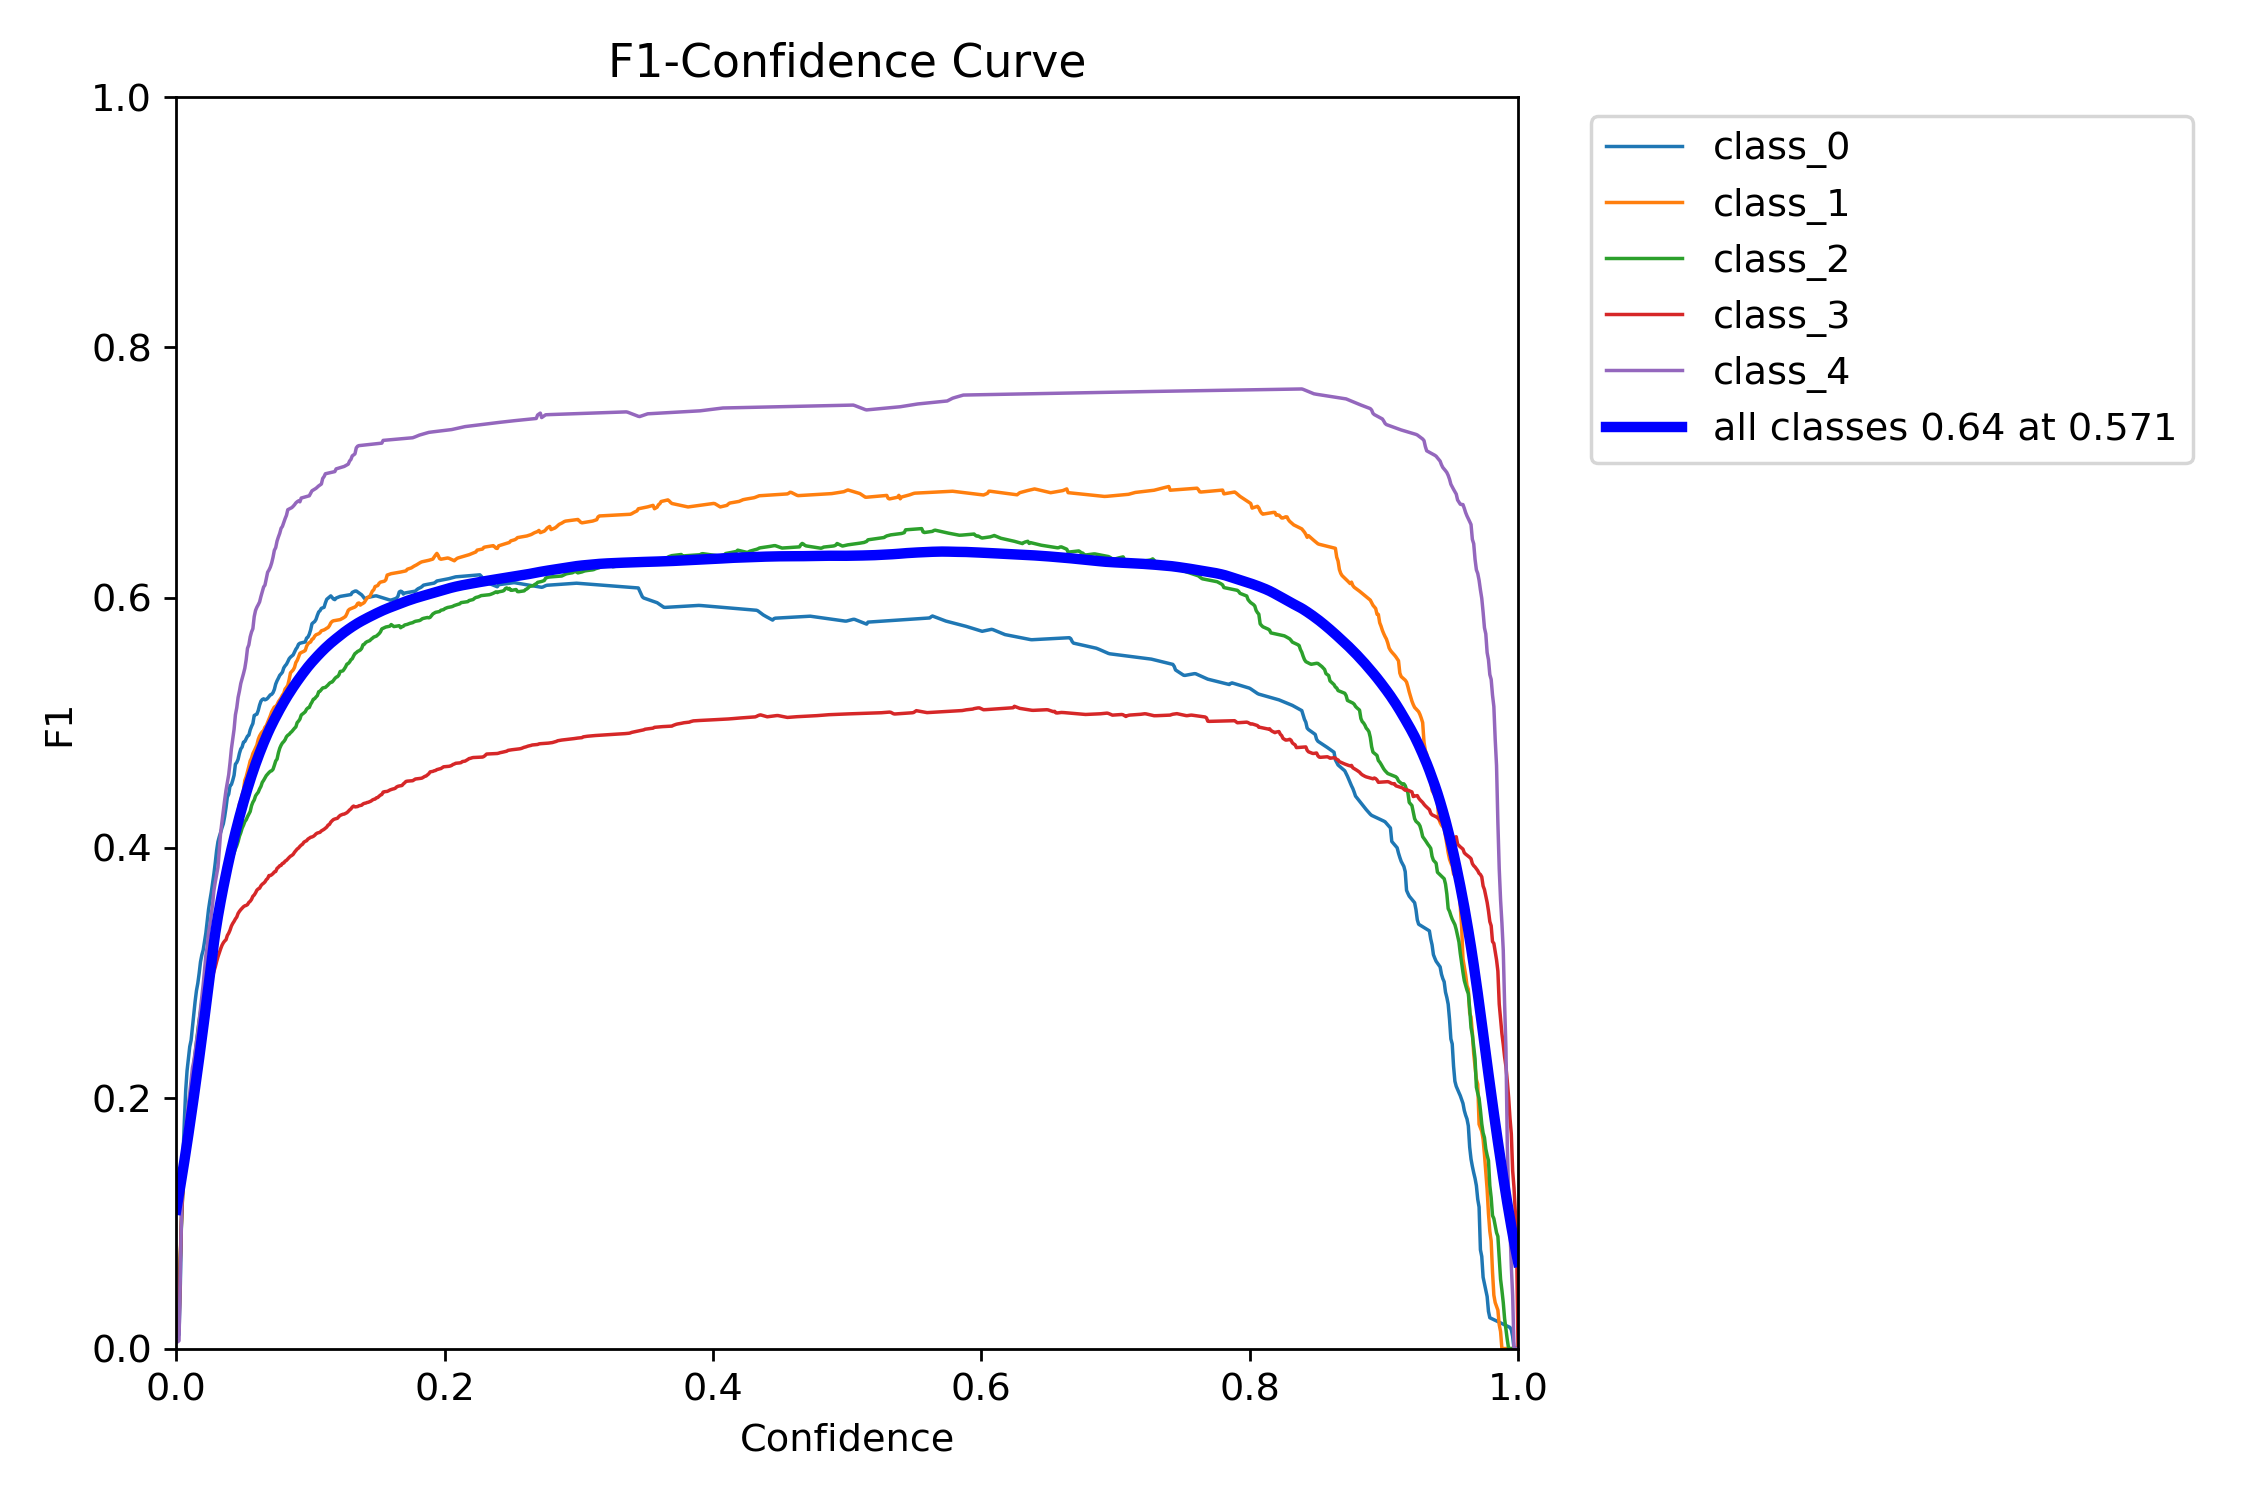 F1-Confidence Curve
1.0
0.8
0.6
0.4
0.2
0.0
F1
0.0 0.2 0.4 0.6 0.8 1.0
Confidence
class_0
class_1
class_2
class_3
class_4
all classes 0.64 at 0.571